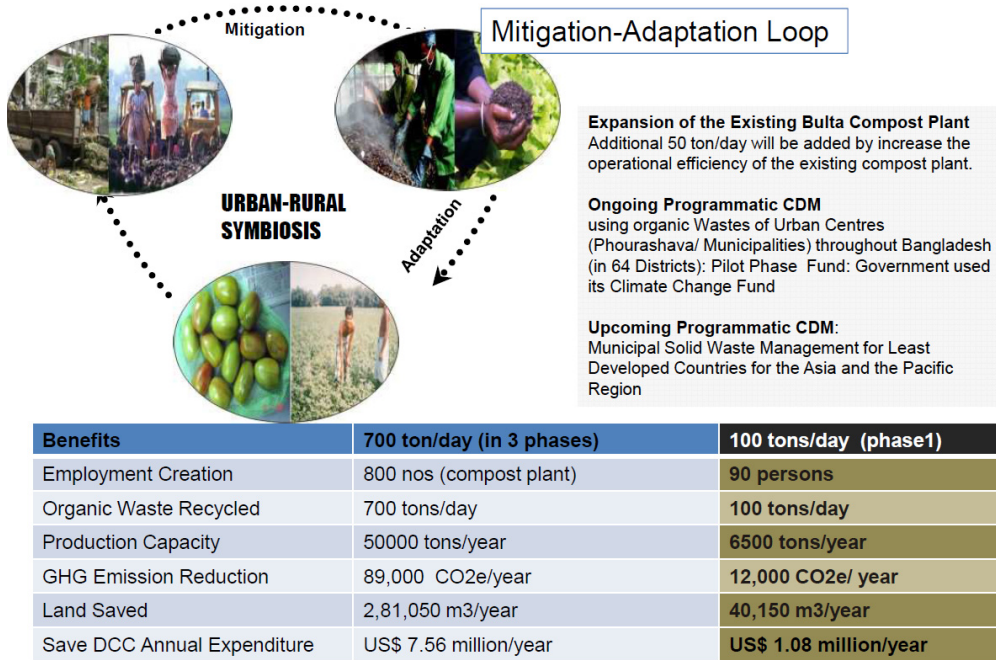 Mitigation
Mitigation-Adaptation Loop
URBAN-RURAL
SYMBIOSIS
Adaptation
Expansion of the Existing Bulta Compost Plant
Additional 50 ton/day will be added by increase the
operational efficiency of the existing compost plant.
Ongoing Programmatic CDM
using organic Wastes of Urban Centres
(Phourashava/ Municipalities) throughout Bangladesh
(in 64 Districts): Pilot Phase Fund: Government used
its Climate Change Fund
Upcoming Programmatic CDM:
Municipal Solid Waste Management for Least
Developed Countries for the Asia and the Pacific
Region
Benefits 700 ton/day (in 3 phases) 100 tons/day (phase1)
Employment Creation 800 nos (compost plant) 90 persons
Organic Waste Recycled 700 tons/day 100 tons/day
Production Capacity 50000 tons/year 6500 tons/year
GHG Emission Reduction 89,000 CO2e/year 12,000 CO2e/ year
Land Saved 2,81,050 m3/year 40,150 m3/year
Save DCC Annual Expenditure US$ 7.56 million/year US$ 1.08 million/year